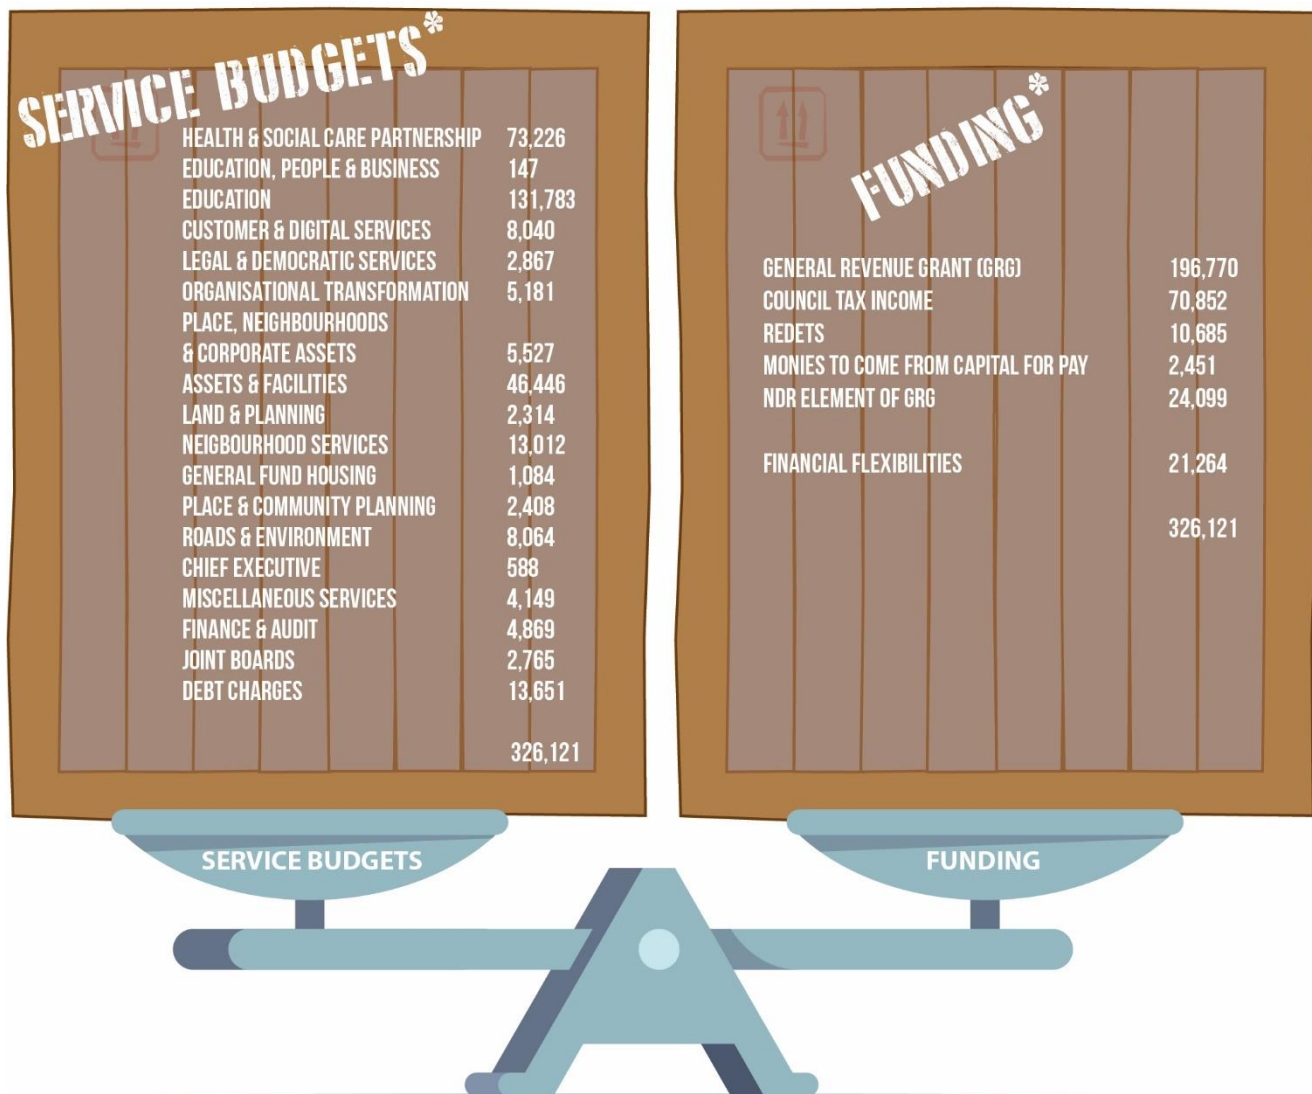 SERVICE BUDGETS*
HEALTH & SOCIAL CARE PARTNERSHIP 73,226
EDUCATION, PEOPLE & BUSINESS 147
EDUCATION 131,783
CUSTOMER & DIGITAL SERVICES 8,040
LEGAL & DEMOCRATIC SERVICES 2,867
ORGANISATIONAL TRANSFORMATION 5,181
PLACE, NEIGHBOURHOODS
& CORPORATE ASSETS 5,527
ASSETS & FACILITIES 46,446
LAND & PLANNING 2,314
NEIGBOURHOOD SERVICES 13,012
GENERAL FUND HOUSING 1,084
PLACE & COMMUNITY PLANNING 2,408
ROADS & ENVIRONMENT 8,064
CHIEF EXECUTIVE 588
MISCELLANEOUS SERVICES 4,149
FINANCE & AUDIT 4,869
JOINT BOARDS 2,765
DEBT CHARGES 13,651
326,121
FUNDING*
GENERAL REVENUE GRANT (GRG) 196,770
COUNCIL TAX INCOME 70,852
REDETS 10,685
MONIES TO COME FROM CAPITAL FOR PAY 2,451
NDR ELEMENT OF GRG 24,099
FINANCIAL FLEXIBILITIES 21,264
326,121
SERVICE BUDGETS
FUNDING